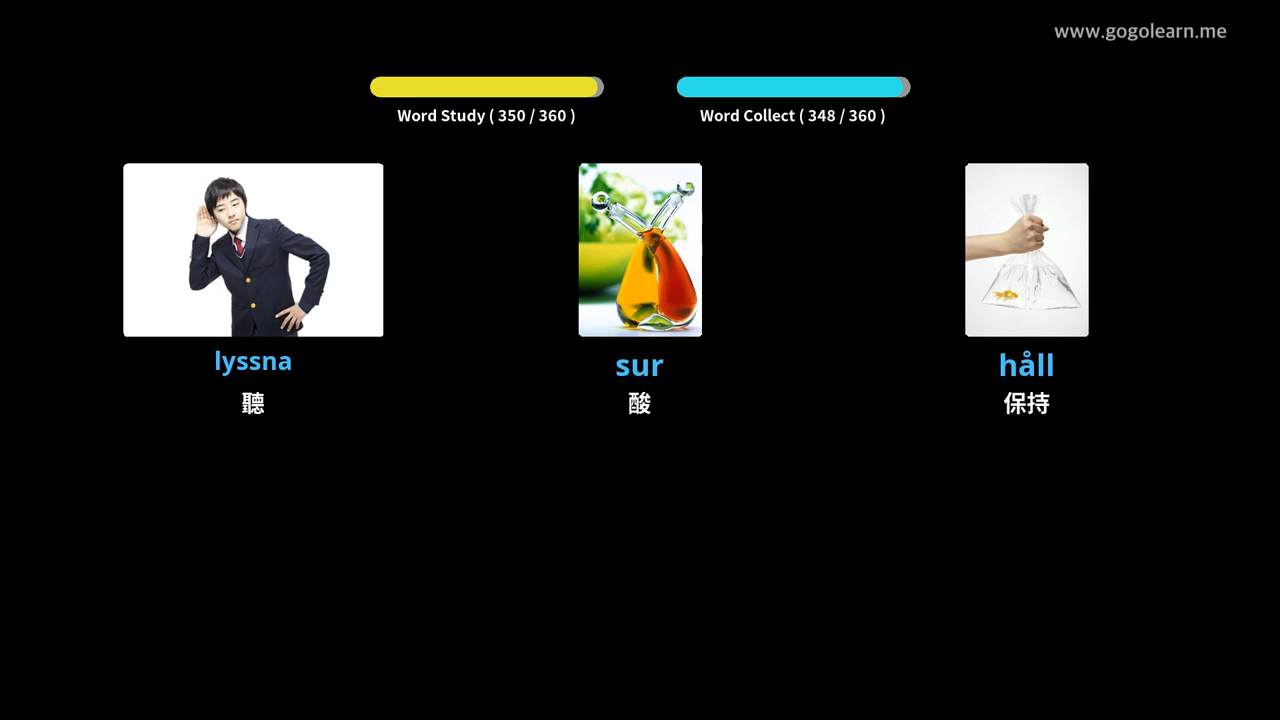 www.gogolearn.me
Word Study ( 350 / 360 )
Word Collect ( 348 / 360 )
lyssna
sur
håll
聽
酸
保持